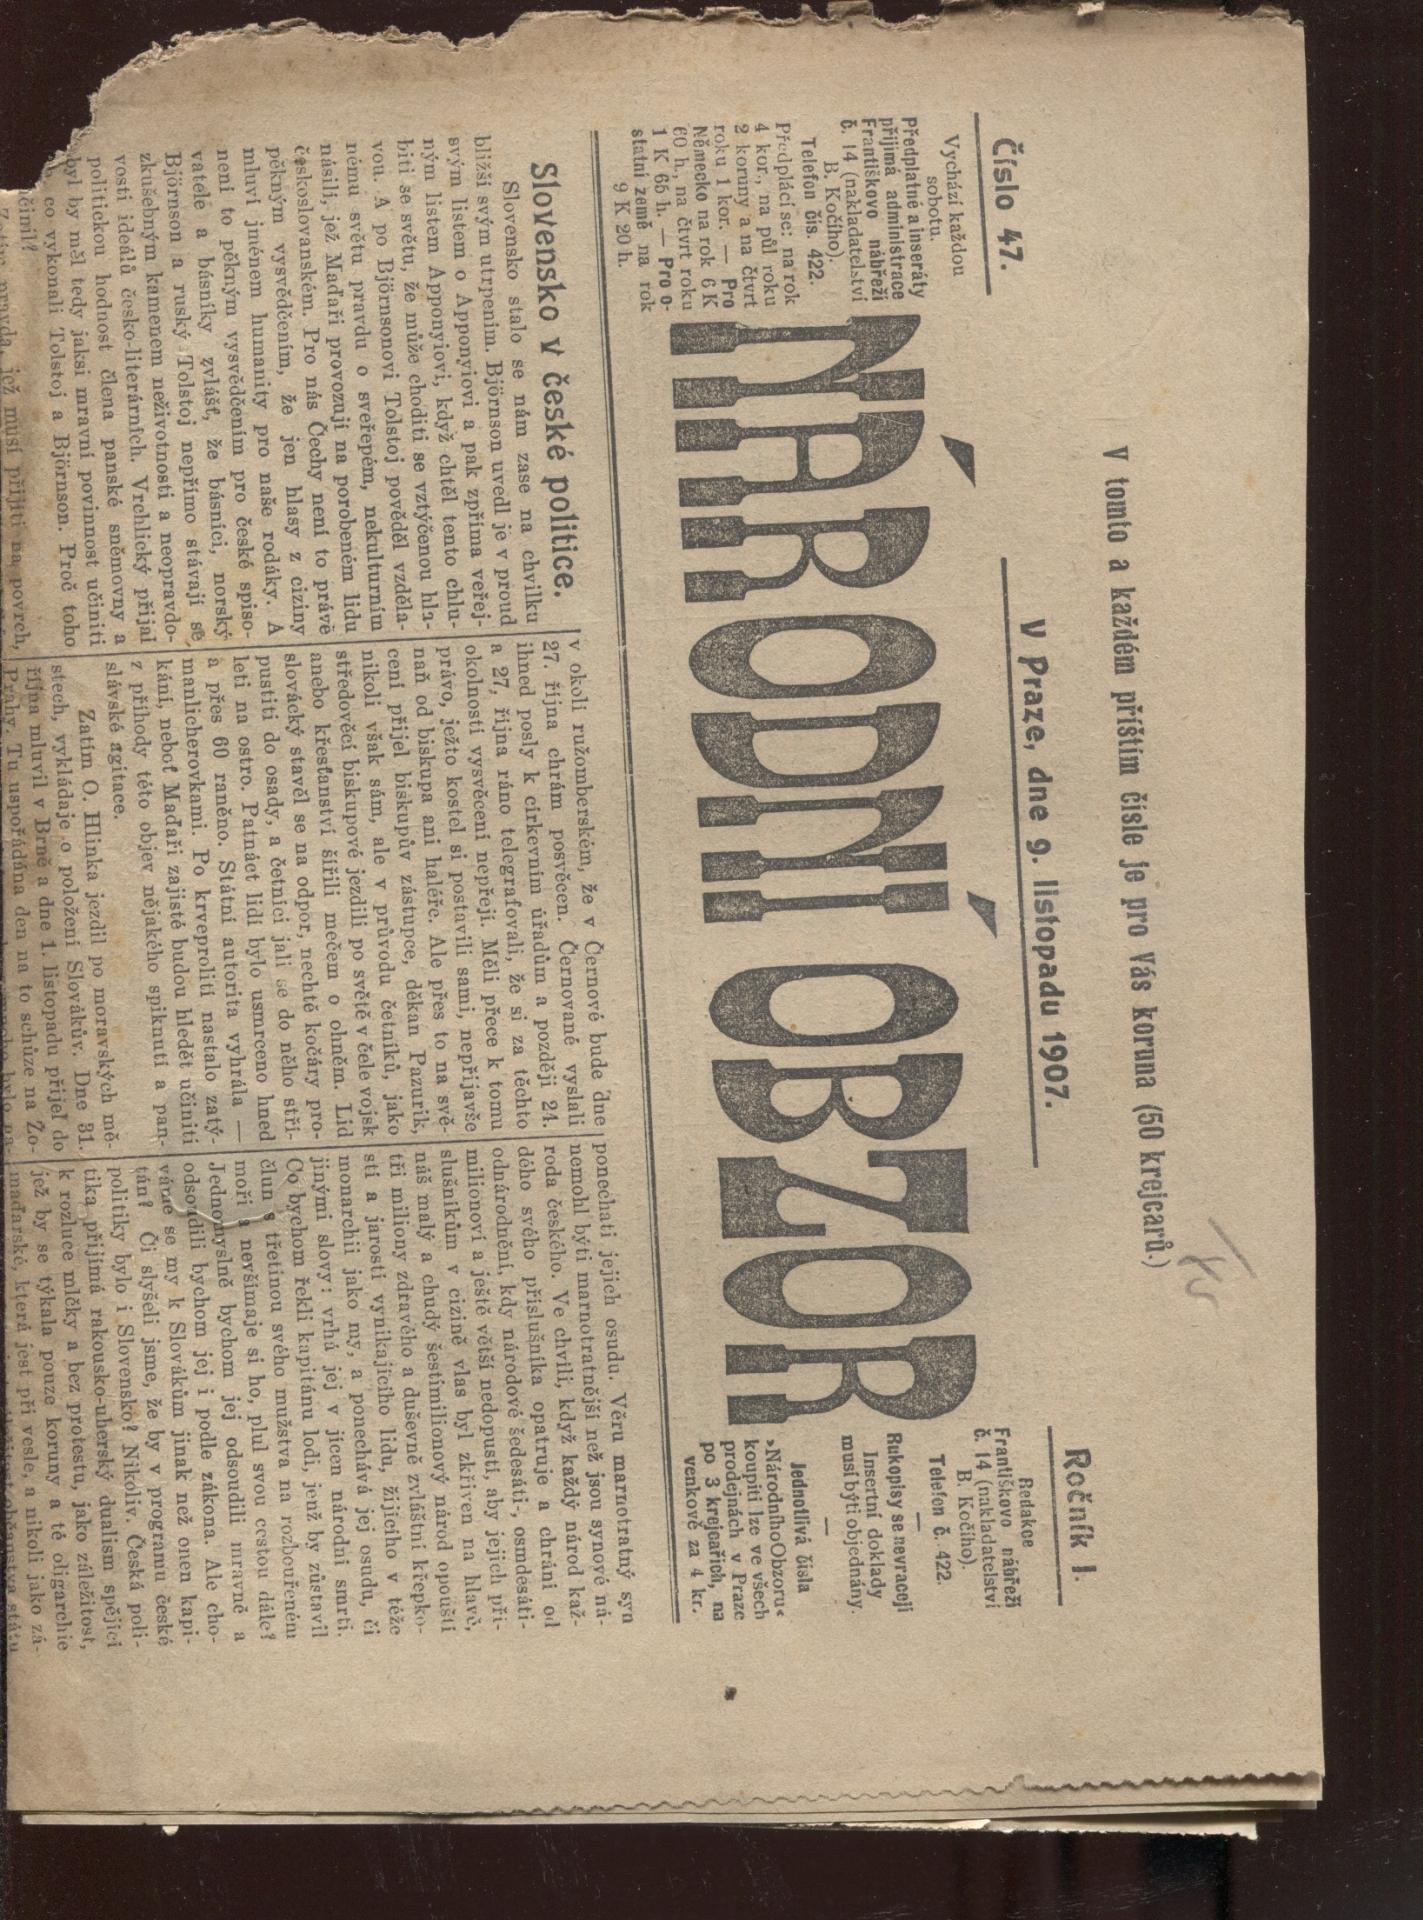 V tomto a každém příštím čísle je pro Vás koruna (50 krejcarů.)
Číslo 47.
V Praze, dne 9. listopadu 1907.
Ročník I.
Vychází každou
sobotu.
Předplatné a inseráty
přijímá administrace
Františkovo nábřeží
č. 14 (nakladatelství
B. Kočího).
Telefon čís. 422.
Předplácí se: na rok
4 kor., na půl roku
2 koruny a na čtvrt
roku 1 kor. — Pro
Německo na rok 6 K
60 h, na čtvrt roku
1 K 65 h. — Pro o-
statní země na rok
9 K 20 h.
NÁRODNÍ OBZOR
Redakce
Františkovo nábřeží
č. 14 (nakladatelství
B. Kočího).
Telefon č. 422.
—
Rukopisy se nevracejí
Insertní doklady
musí býti objednány.
—
Jednotlivá čísla
»Národního Obzoru«
koupiti lze ve všech
prodejnách v Praze
po 3 krejcařích, na
venkově za 4 kr.
Slovensko v české politice.
Slovensko stalo se nám zase na chvilku
bližší svým utrpením. Björnson uvedl je v proud
svým listem o Apponyiovi a pak zpříma veřej-
ným listem Apponyiovi, když chtěl tento chlu-
biti se světu, že může choditi se vztýčenou hla-
vou. A po Björnsonovi Tolstoj pověděl vzděla-
nému světu pravdu o sveřepém, nekulturním
násilí, jež Maďaři provozují na porobeném lidu
českoslovanském. Pro nás Čechy není to právě
pěkným vysvědčením, že jen hlasy z ciziny
mluví jménem humanity pro naše rodáky. A
není to pěkným vysvědčením pro české spiso-
vatele a básníky zvlášť, že básníci, norský
Björnson a ruský Tolstoj nepřímo stávají se
zkušebným kamenem neživotnosti a neopravdo-
vosti ideálů česko-literárních. Vrchlický přijal
politickou hodnost člena panské sněmovny a
byl by měl tedy jaksi mravní povinnost učiniti
co vykonali Tolstoj a Björnson. Proč toho
učinil?
pravda, jež musí přijíti na povrch,
v okolí ružomberském, že v Černové bude dne
27. října chrám posvěcen. Černované vyslali
ihned posly k církevním úřadům a později 24.
a 27. října ráno telegrafovali, že si za těchto
okolností vysvěcení nepřejí. Měli přece k tomu
právo, ježto kostel si postavili sami, nepřijavše
naň od biskupa ani haléře. Ale přes to na svě-
cení přijel biskupův zástupce, děkan Pazurik,
nikoli však sám, ale v průvodu četníků, jako
středověcí biskupové jezdili po světě v čele vojsk
anebo křesťanství šířili mečem o ohněm. Lid
slovácký stavěl se na odpor, nechtě kočáry pro-
pustiti do osady, a četníci jali se do něho stří-
leti na ostro. Patnáct lidí bylo usmrceno hned
a přes 60 raněno. Státní autorita vyhrála —
manlicherovkami. Po krveprolití nastalo zatý-
kání, neboť Maďaři zajisté budou hledět učiniti
z příhody této objev nějakého spiknutí a pan-
slávské agitace.
Zatím O. Hlinka jezdil po moravských mě-
stech, vykládaje o položení Slovákův. Dne 31.
října mluvil v Brně a dne 1. listopadu přijel do
Prahy. Tu uspořádána den na to schůze na Žo-
ponechati jejich osudu. Věru marnotratný syn
nemohl býti marnotratnější než jsou synové ná-
roda českého. Ve chvíli, když každý národ kaž-
dého svého příslušníka opatruje a chrání od
odnárodnění, kdy národové šedesáti-, osmdesáti-
milionoví a ještě větší nedopustí, aby jejich pří-
slušníkům v cizině vlas byl zkřiven na hlavě,
náš malý a chudý šestimilionový národ opouští
tři miliony zdravého a duševně zvláštní křepko-
stí a jarostí vynikajícího lidu, žijícího v téže
monarchii jako my, a ponechává jej osudu, či
jinými slovy: vrhá jej v jícen národní smrti.
Co bychom řekli kapitánu lodi, jenž by zůstavil
člun s třetinou svého mužstva na rozbouřeném
moři a nevšímaje si ho, plul svou cestou dále?
Jednomyslně bychom jej odsoudili mravně a
odsoudili bychom jej i podle zákona. Ale cho-
váme se my k Slovákům jinak než onen kapi-
tán? Či slyšeli jsme, že by v programu české
politiky bylo i Slovensko? Nikoliv. Česká poli-
tika přijímá rakousko-uherský dualism spějící
k rozluce mlčky a bez protestu, jako záležitost,
jež by se týkala pouze koruny a té oligarchie
maďarské, která jest při vesle, a nikoli jako zá-